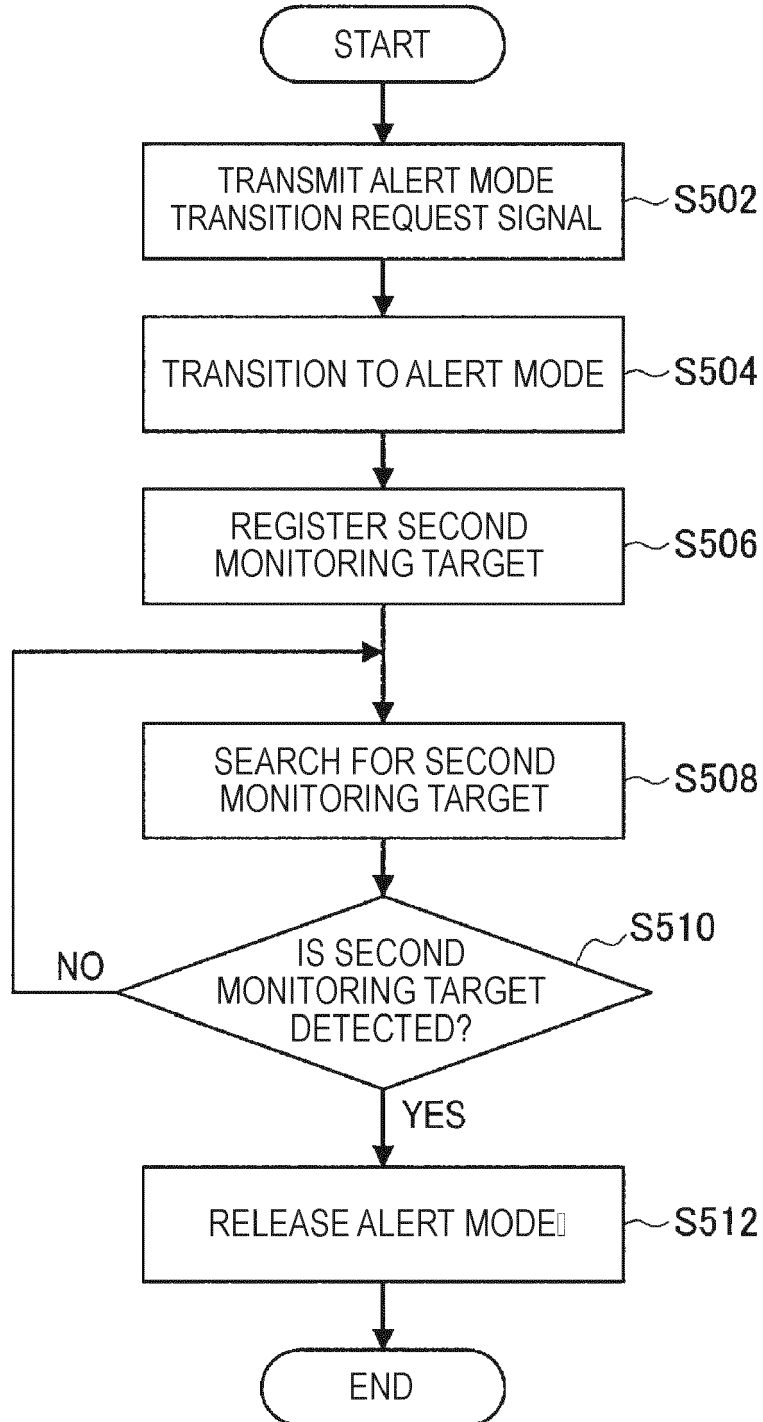 START
TRANSMIT ALERT MODE
TRANSITION REQUEST SIGNAL
S502
TRANSITION TO ALERT MODE
S504
REGISTER SECOND
MONITORING TARGET
S506
SEARCH FOR SECOND
MONITORING TARGET
S508
IS SECOND
MONITORING TARGET
DETECTED?
S510
NO
YES
RELEASE ALERT MODE▯
S512
END